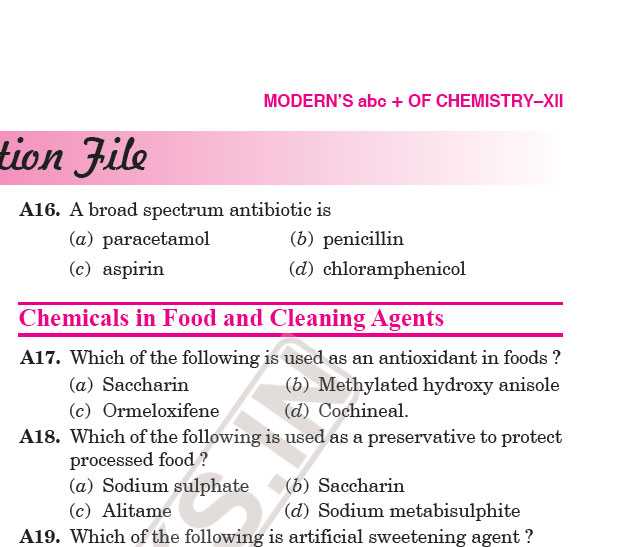 MODERN'S abc + OF CHEMISTRY–XII
tion File
A16. A broad spectrum antibiotic is
(a) paracetamol (b) penicillin
(c) aspirin (d) chloramphenicol
Chemicals in Food and Cleaning Agents
A17. Which of the following is used as an antioxidant in foods ?
(a) Saccharin (b) Methylated hydroxy anisole
(c) Ormeloxifene (d) Cochineal.
A18. Which of the following is used as a preservative to protect
processed food ?
(a) Sodium sulphate (b) Saccharin
(c) Alitame (d) Sodium metabisulphite
A19. Which of the following is artificial sweetening agent ?
S.IN